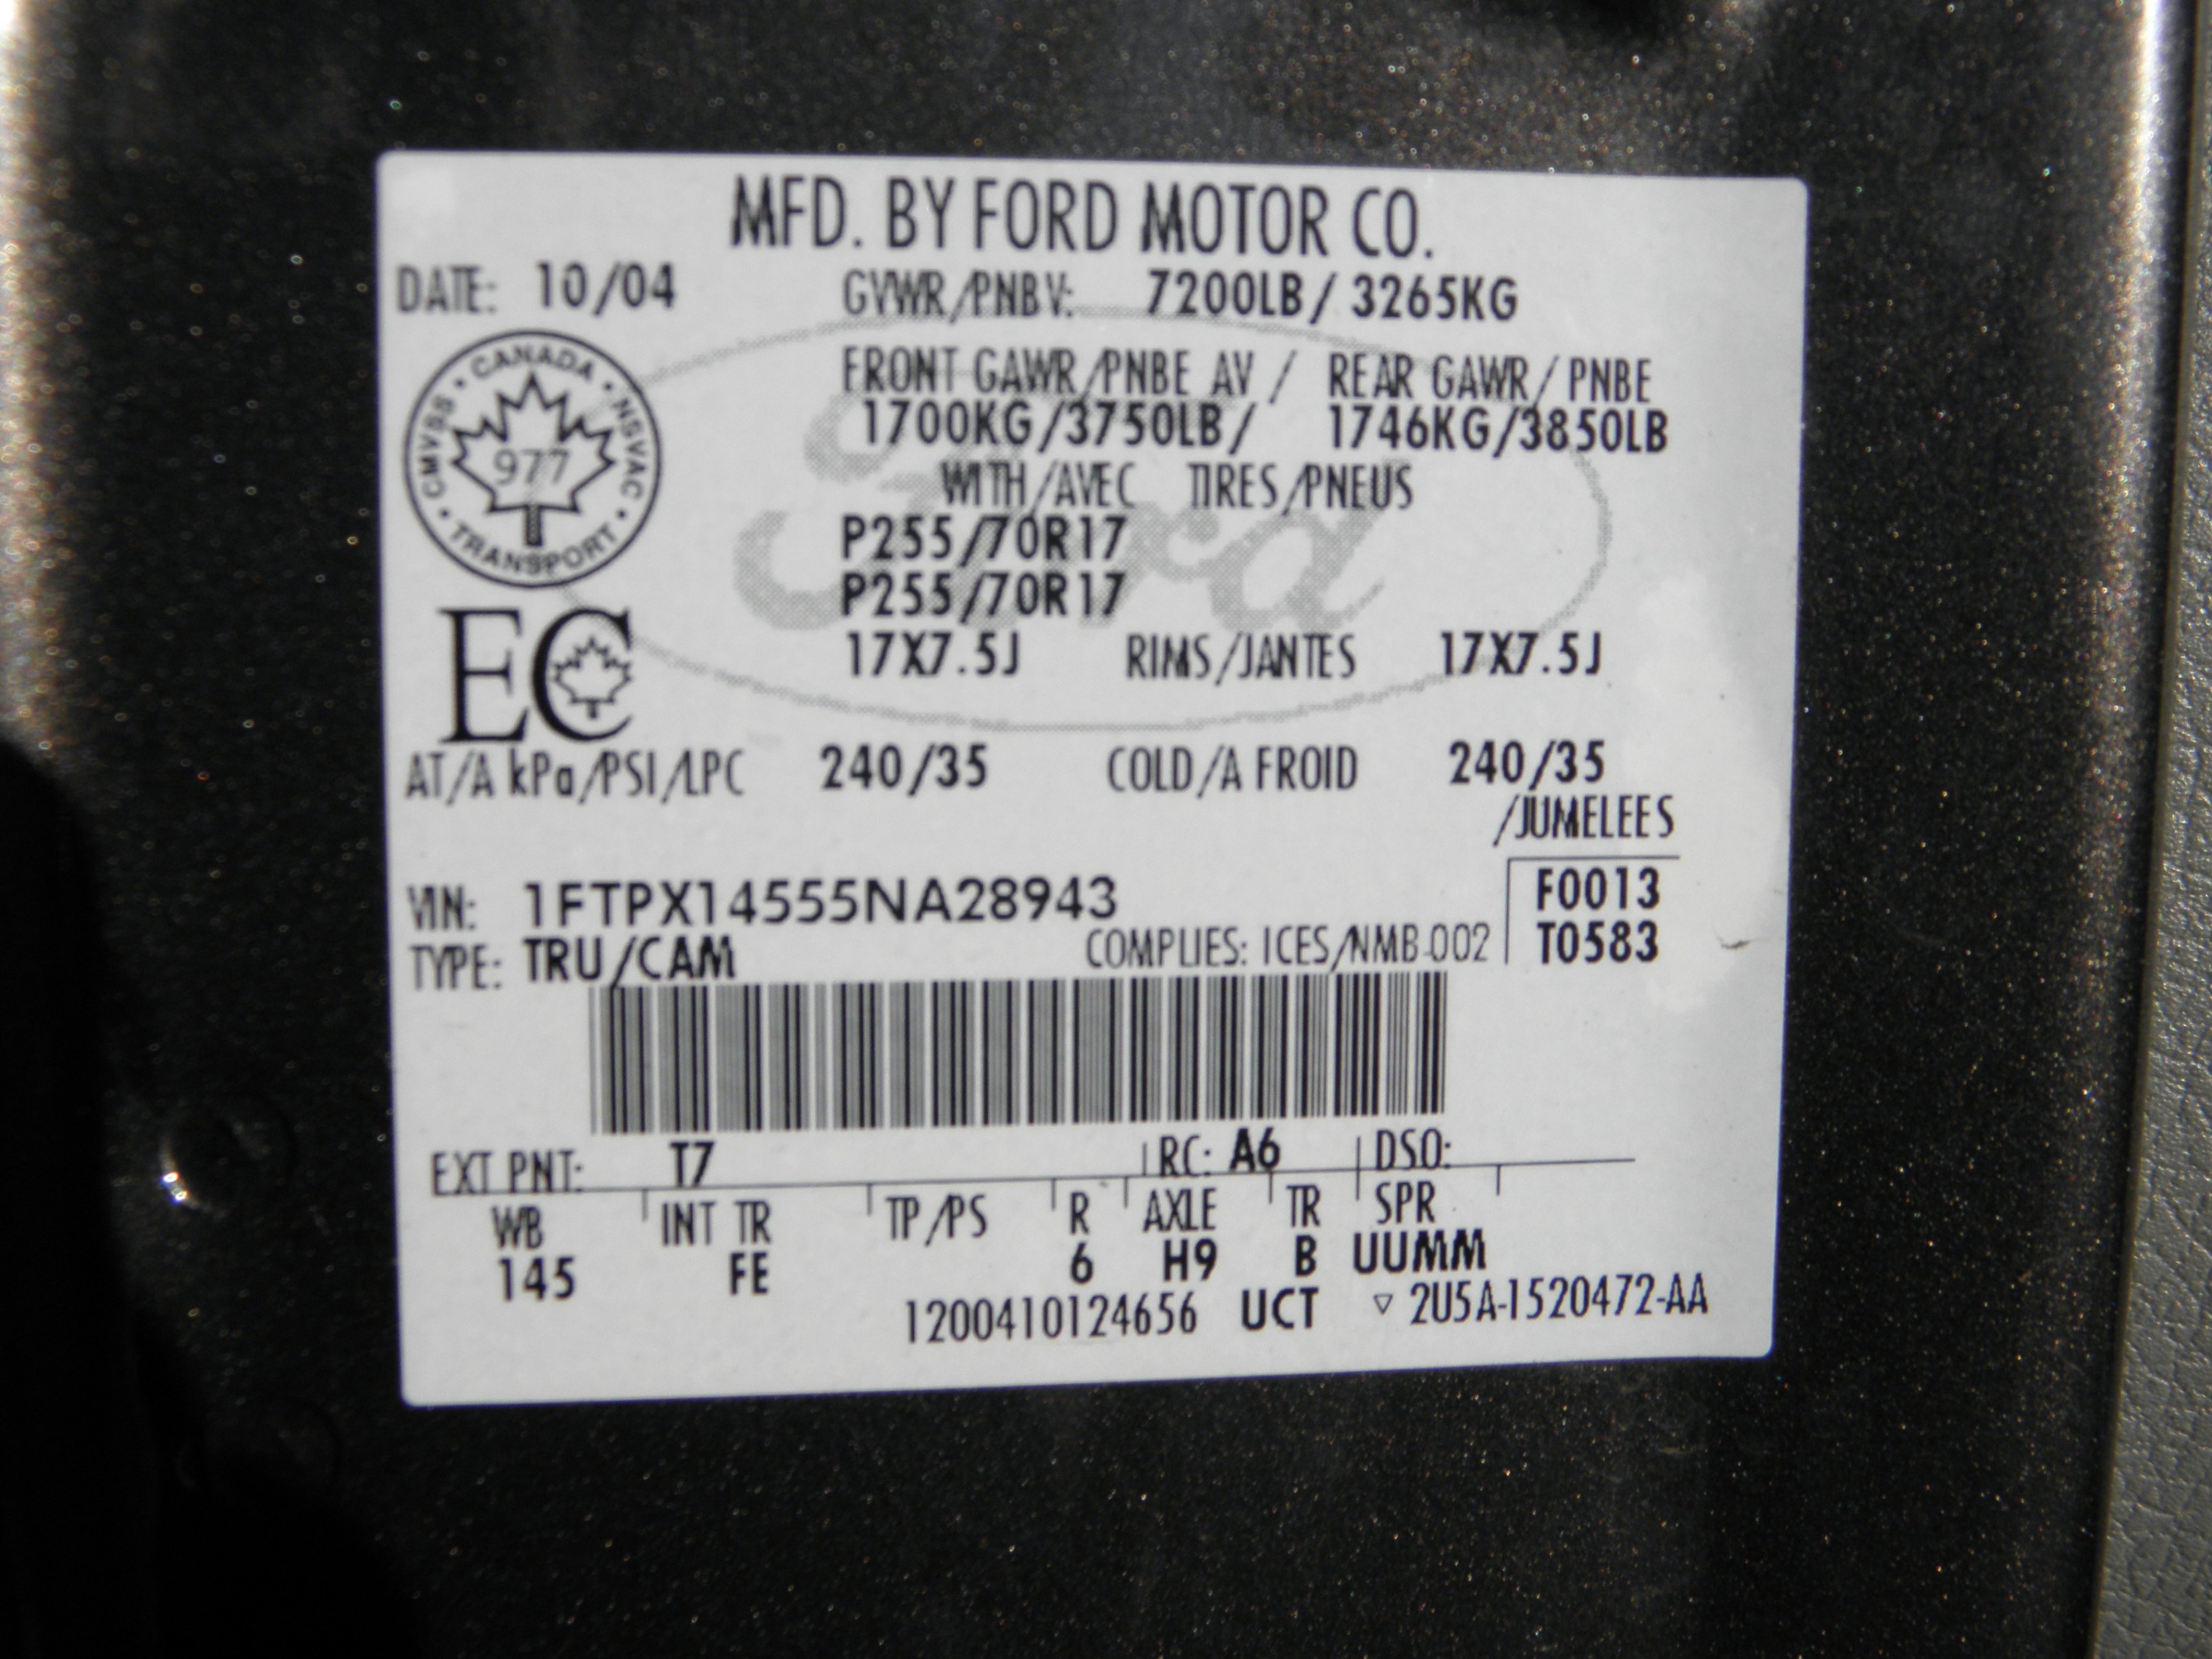 MFD. BY FORD MOTOR CO.
DATE: 10/04 GVWR/PNBV: 7200LB/ 3265KG
FRONT GAWR/PNBE AV / REAR GAWR/PNBE
1700KG/3750LB/ 1746KG/3850LB
WITH/AVEC TIRES/PNEUS
CANADA • NSVAC • TRANSPORT • CMVSS •
977
Ford
P255/70R17
P255/70R17
EC
17X7.5J RIMS/JANTES 17X7.5J
AT/A kPa/PSI/LPC 240/35 COLD/A FROID 240/35
/JUMELEES
VIN: 1FTPX14555NA28943 F0013
TYPE: TRU/CAM COMPLIES: ICES/NMB-002 T0583
EXT PNT: T7 RC: A6 DSO:
WB INT TR TP/PS R AXLE TR SPR
145 FE 6 H9 B UUMM
1200410124656 UCT ▽ 2U5A-1520472-AA